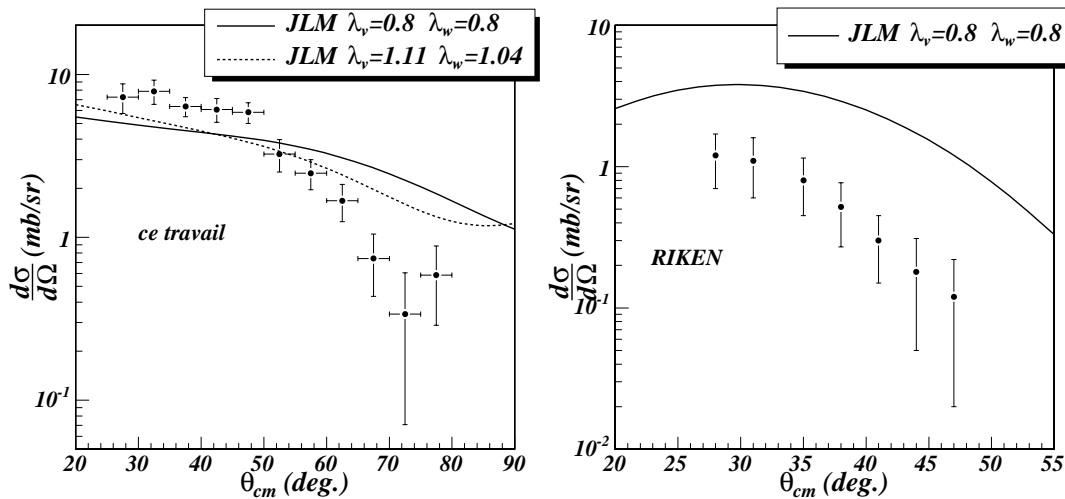 JLM λv=0.8 λw=0.8
JLM λv=1.11 λw=1.04
10
1
10-1
dσ/dΩ (mb/sr)
ce travail
20 30 40 50 60 70 80 90
θcm (deg.)
JLM λv=0.8 λw=0.8
10
1
10-1
10-2
dσ/dΩ (mb/sr)
RIKEN
20 25 30 35 40 45 50 55
θcm (deg.)